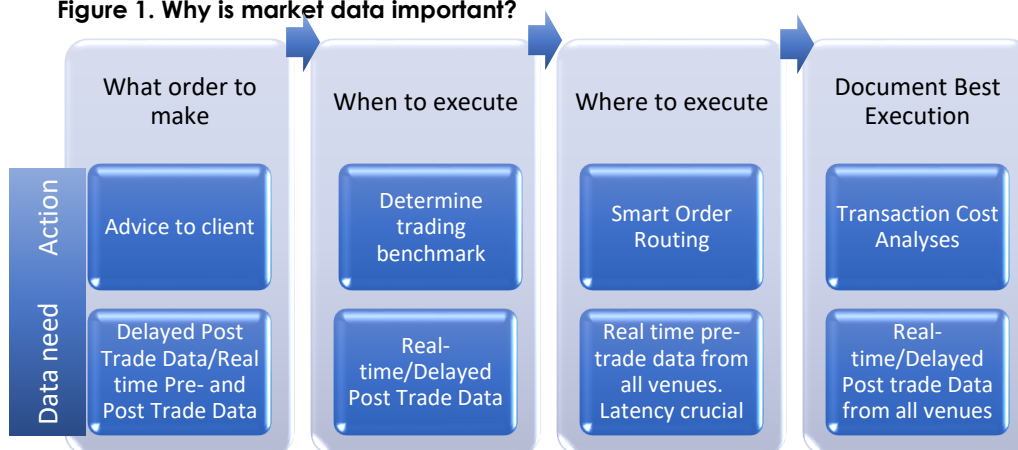 Figure 1. Why is market data important?
What order to
make
When to execute
Where to execute
Document Best
Execution
Action
Advice to client
Determine
trading
benchmark
Smart Order
Routing
Transaction Cost
Analyses
Data need
Delayed Post
Trade Data/Real
time Pre- and
Post Trade Data
Real-
time/Delayed
Post Trade Data
Real time pre-
trade data from
all venues.
Latency crucial
Real-
time/Delayed
Post trade Data
from all venues